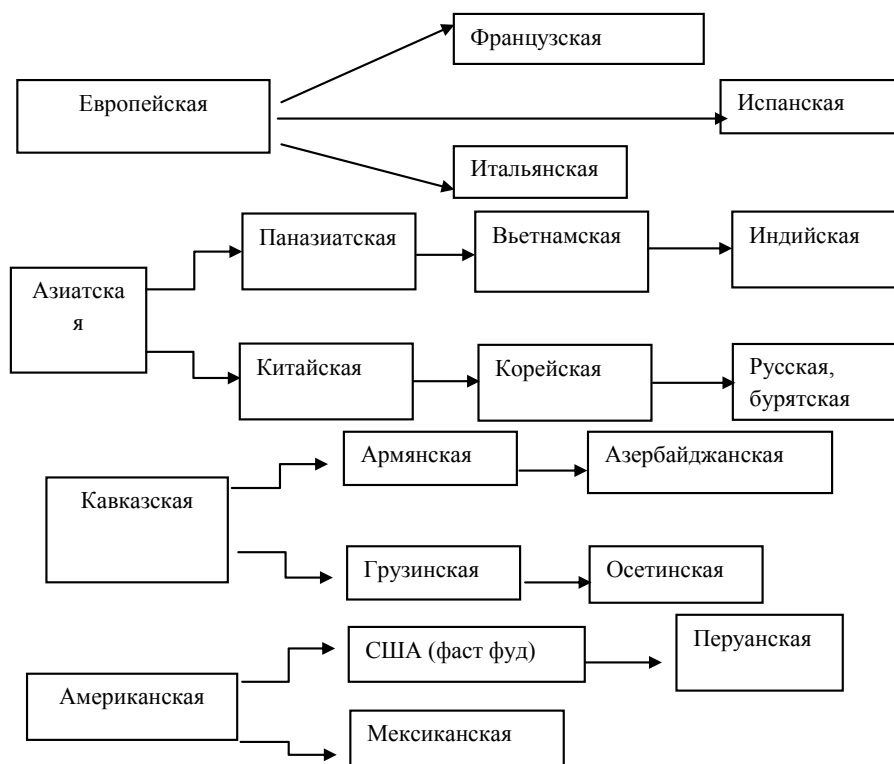 Французская
Европейская
Испанская
Итальянская
Паназиатская
Вьетнамская
Индийская
Азиатска
я
Китайская
Корейская
Русская,
бурятская
Армянская
Азербайджанская
Кавказская
Грузинская
Осетинская
США (фаст фуд)
Перуанская
Американская
Мексиканская